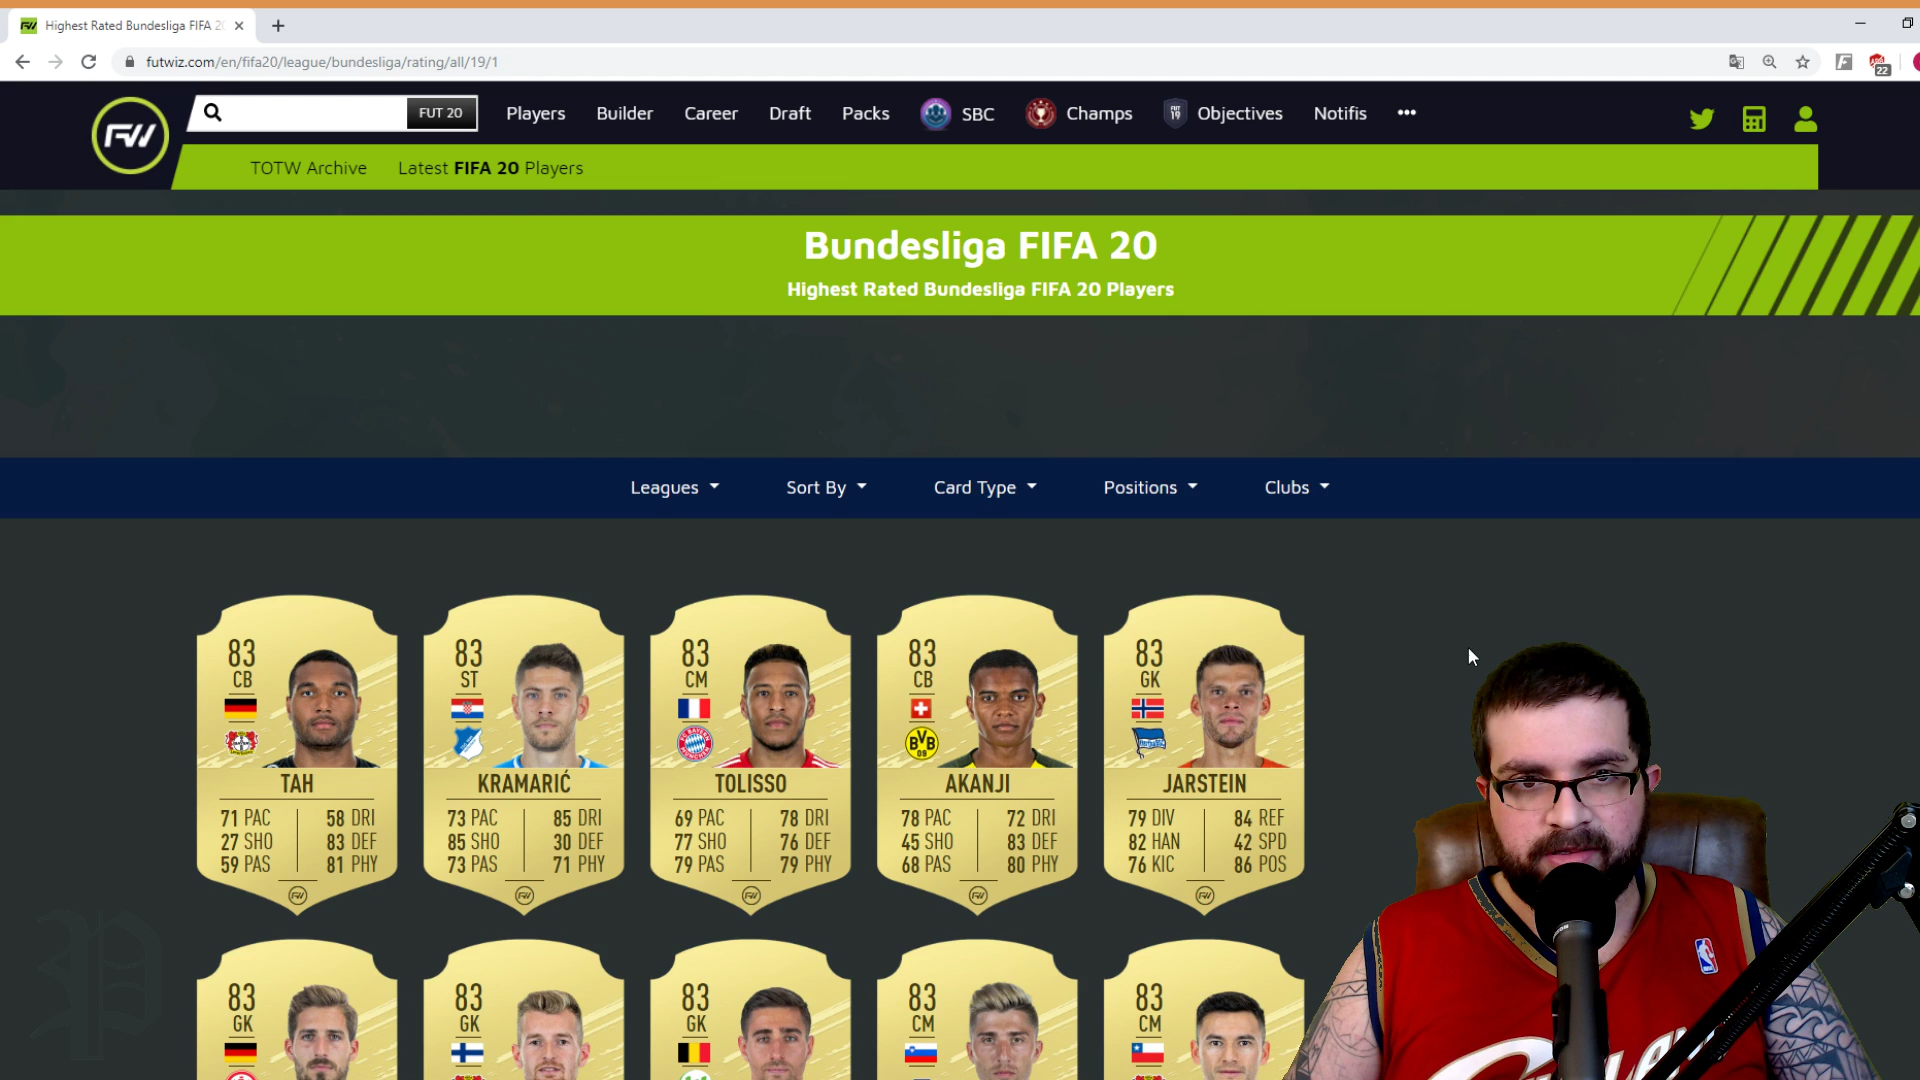 Highest Rated Bundesliga FIFA 20
futwiz.com/en/fifa20/league/bundesliga/rating/all/19/1
22
FW
FUT 20
Players
Builder
Career
Draft
Packs
SBC
Champs
Objectives
Notifis
•••
TOTW Archive
Latest FIFA 20 Players
Bundesliga FIFA 20
Highest Rated Bundesliga FIFA 20 Players
Leagues
Sort By
Card Type
Positions
Clubs
83
CB
TAH
71 PAC 58 DRI
27 SHO 83 DEF
59 PAS 81 PHY
83
ST
KRAMARIĆ
73 PAC 85 DRI
85 SHO 30 DEF
73 PAS 71 PHY
83
CM
TOLISSO
69 PAC 78 DRI
77 SHO 76 DEF
79 PAS 79 PHY
83
CB
BVB
09
AKANJI
78 PAC 72 DRI
45 SHO 83 DEF
68 PAS 80 PHY
83
GK
JARSTEIN
79 DIV 84 REF
82 HAN 42 SPD
76 KIC 86 POS
83
GK
83
GK
83
GK
83
CM
83
CM
P